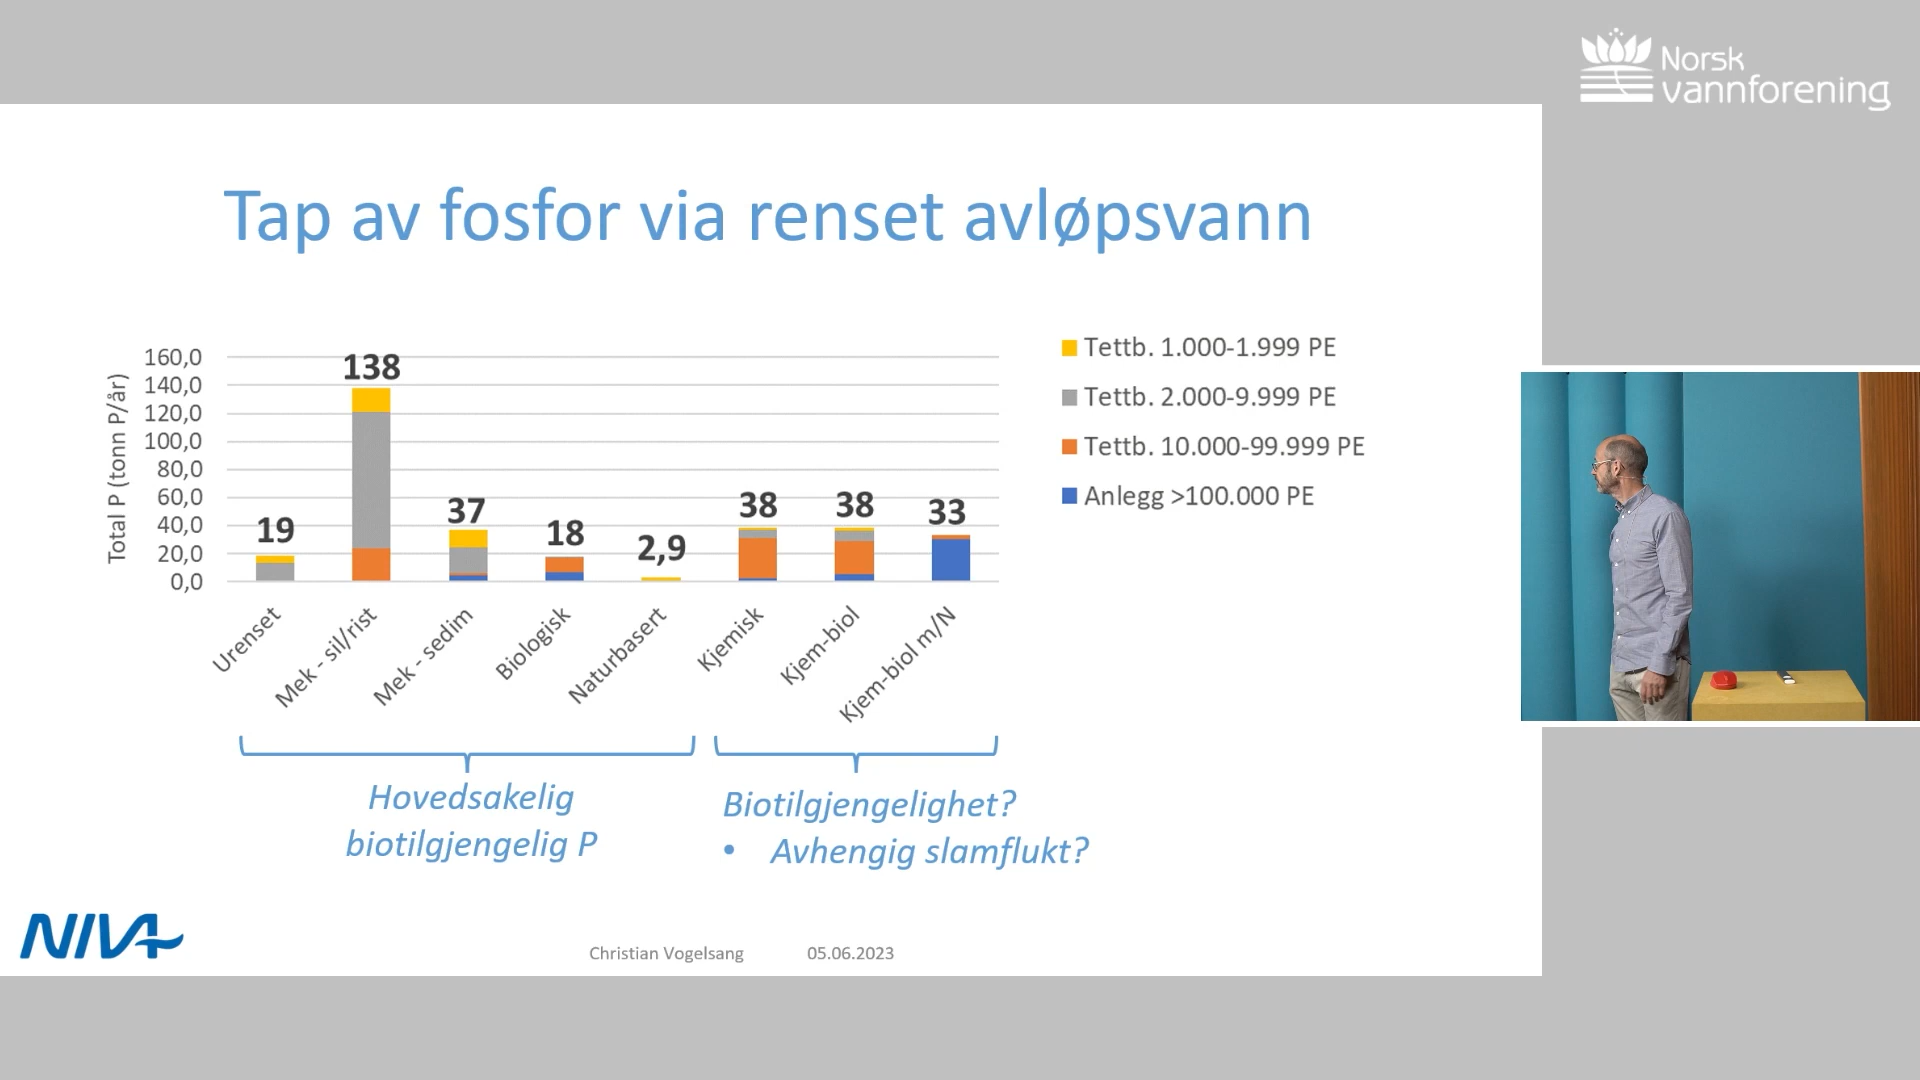 Norsk
vannforening
Tap av fosfor via renset avløpsvann
Total P (tonn P/år)
160,0
140,0
120,0
100,0
80,0
60,0
40,0
20,0
0,0
19
138
37
18
2,9
38
38
33
Urenset
Mek - sil/rist
Mek - sedim
Biologisk
Naturbasert
Kjemisk
Kjem-biol
Kjem-biol m/N
Tettb. 1.000-1.999 PE
Tettb. 2.000-9.999 PE
Tettb. 10.000-99.999 PE
Anlegg >100.000 PE
Hovedsakelig
biotilgjengelig P
Biotilgjengelighet?
• Avhengig slamflukt?
NIVA
Christian Vogelsang
05.06.2023